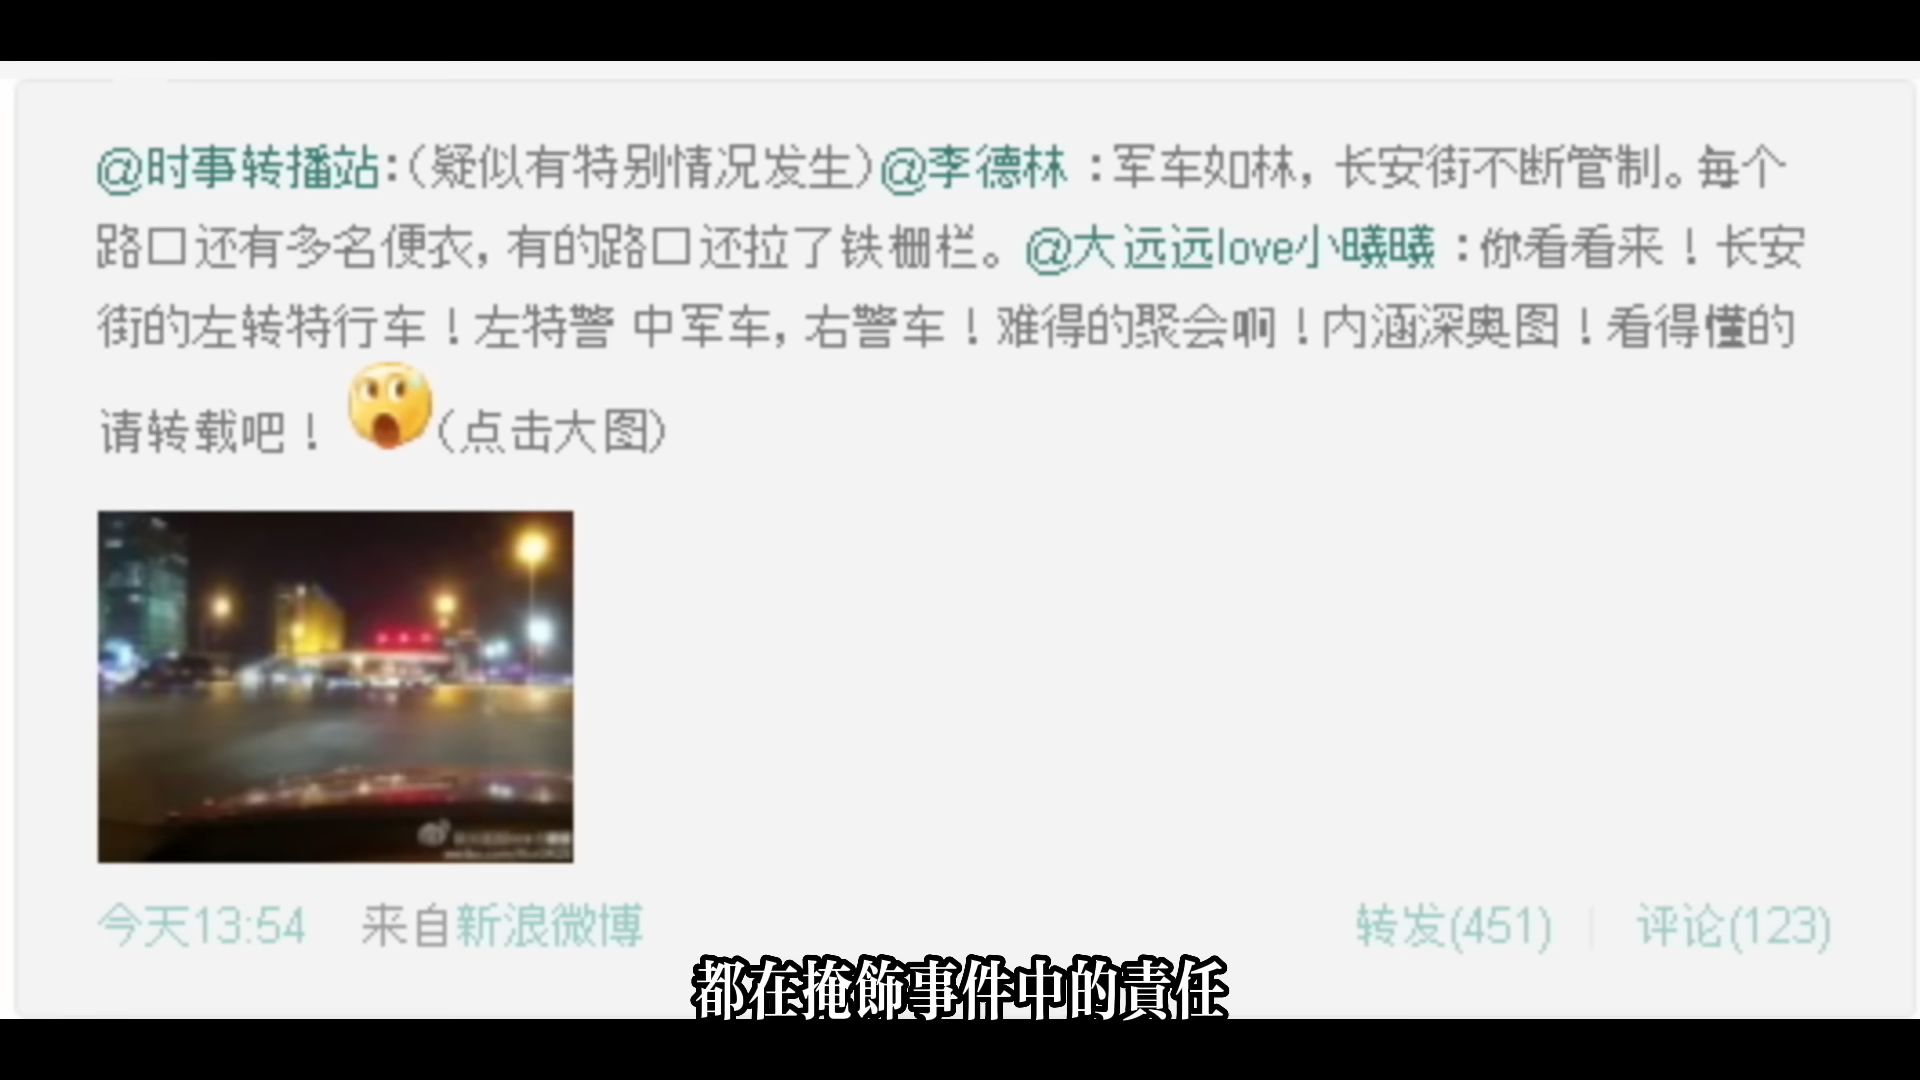 @时事转播站:(疑似有特别情况发生)@李德林 :军车如林，长安街不断管制。每个
路口还有多名便衣，有的路口还拉了铁栅栏。@大远远love小曦曦 :你看看来！长安
街的左转特行车！左特警 中军车，右警车！难得的聚会啊！内涵深奥图！看得懂的
请转载吧！(点击大图)
今天13:54 来自新浪微博 转发(451) | 评论(123)
都在掩飾事件中的責任